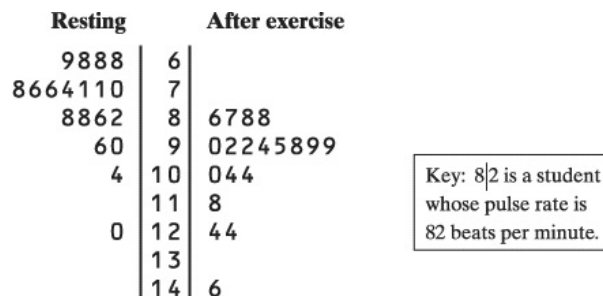 Resting After exercise
9888 | 6 |
8664110 | 7 |
8862 | 8 | 6788
60 | 9 | 02245899
4 | 10 | 044
| 11 | 8
0 | 12 | 44
| 13 |
| 14 | 6
Key: 8|2 is a student
whose pulse rate is
82 beats per minute.